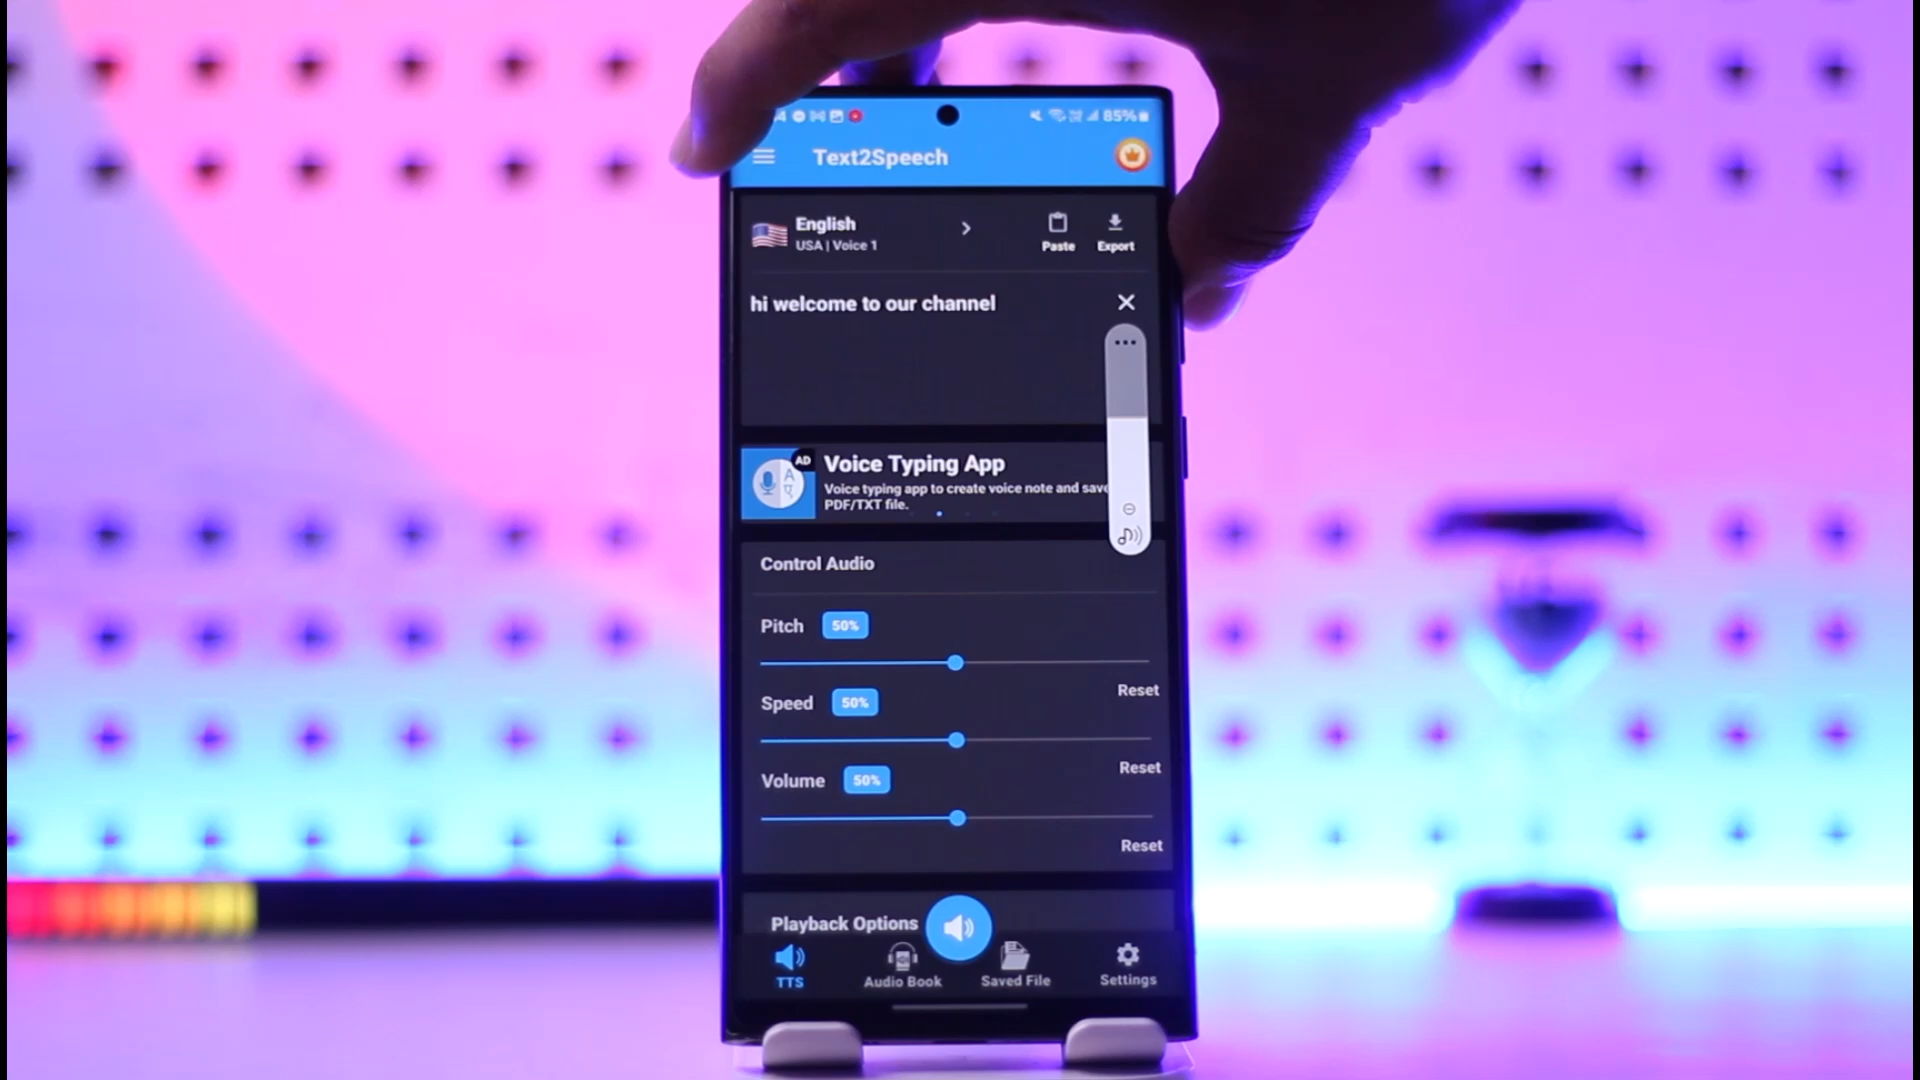 85%
Text2Speech
English
USA | Voice 1
Paste
Export
hi welcome to our channel
AD
Voice Typing App
Voice typing app to create voice note and save
PDF/TXT file.
Control Audio
Pitch 50%
Reset
Speed 50%
Reset
Volume 50%
Reset
Playback Options
TTS
Audio Book
Saved File
Settings